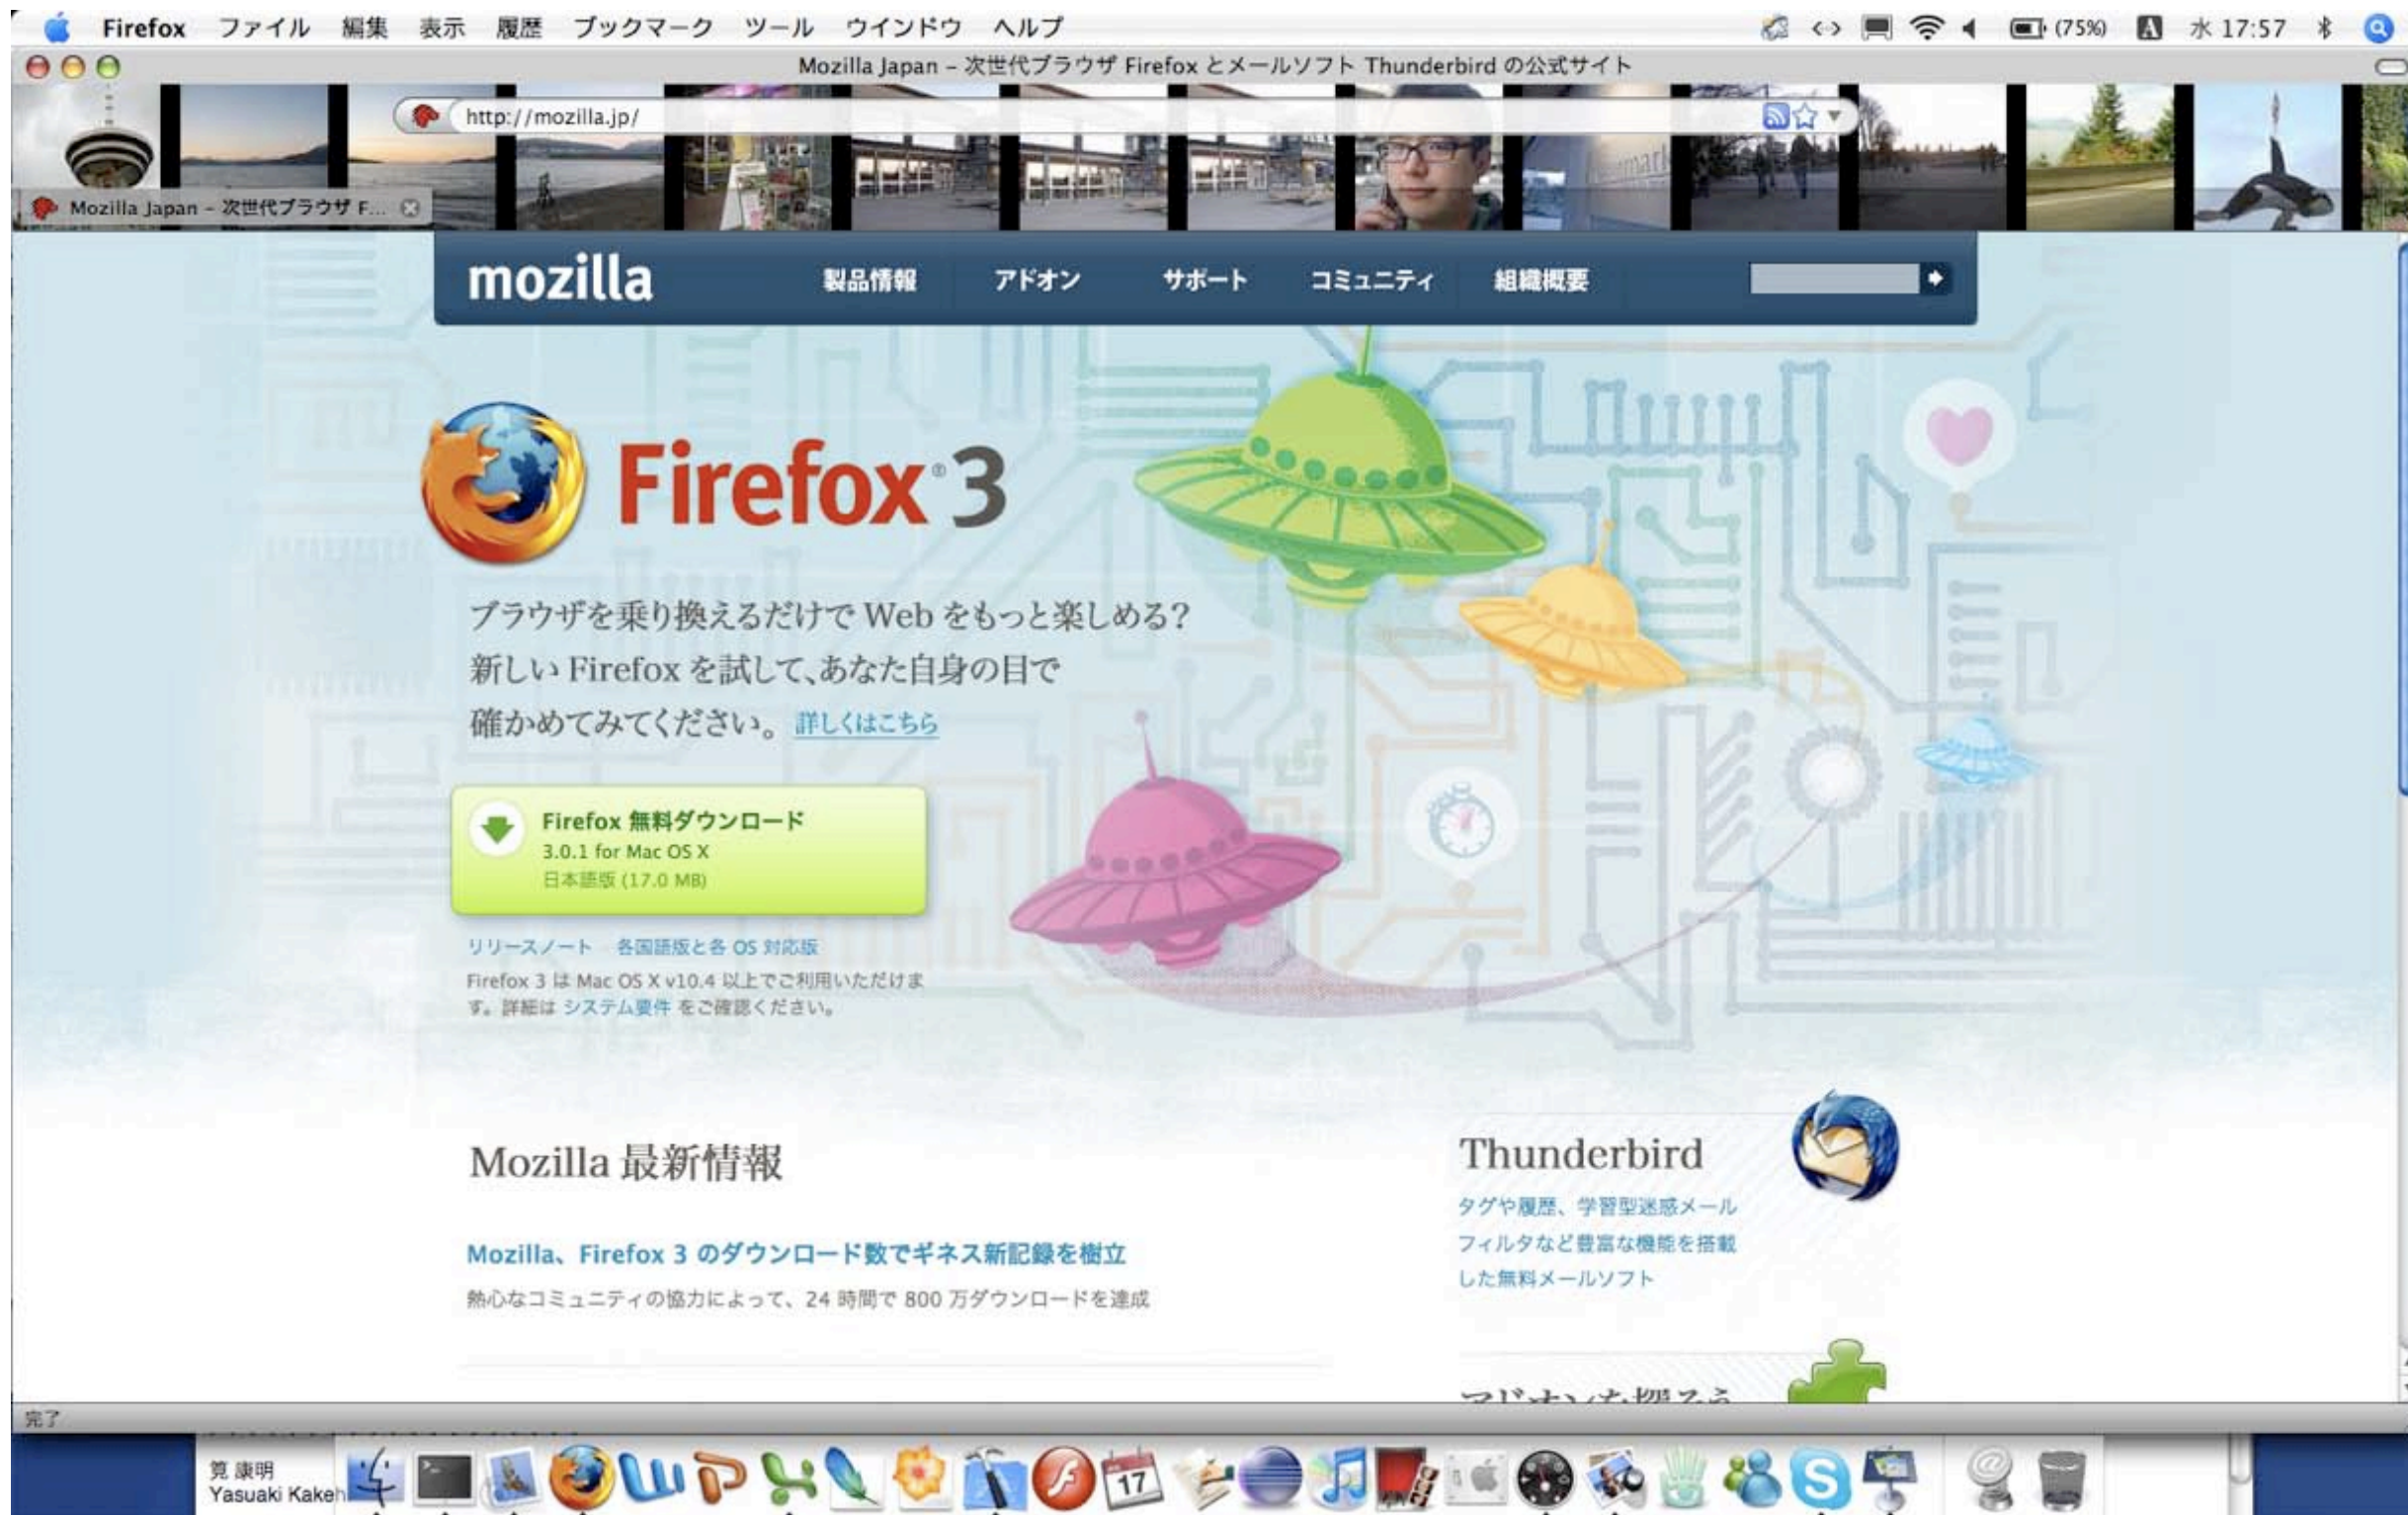 Firefox ファイル 編集 表示 履歴 ブックマーク ツール ウインドウ ヘルプ (75%) A 水 17:57
Mozilla Japan – 次世代ブラウザ Firefox とメールソフト Thunderbird の公式サイト
http://mozilla.jp/
Mozilla Japan – 次世代ブラウザ F...
mozilla 製品情報 アドオン サポート コミュニティ 組織概要
Firefox® 3
ブラウザを乗り換えるだけで Web をもっと楽しめる?
新しい Firefox を試して、あなた自身の目で
確かめてみてください。 詳しくはこちら
Firefox 無料ダウンロード
3.0.1 for Mac OS X
日本語版 (17.0 MB)
リリースノート 各国語版と各 OS 対応版
Firefox 3 は Mac OS X v10.4 以上でご利用いただけま
す。詳細は システム要件 をご確認ください。
Mozilla 最新情報
Mozilla、Firefox 3 のダウンロード数でギネス新記録を樹立
熱心なコミュニティの協力によって、24 時間で 800 万ダウンロードを達成
Thunderbird
タグや履歴、学習型迷惑メール
フィルタなど豊富な機能を搭載
した無料メールソフト
アドオンを探そう
完了
筧 康明
Yasuaki Kakeh
17